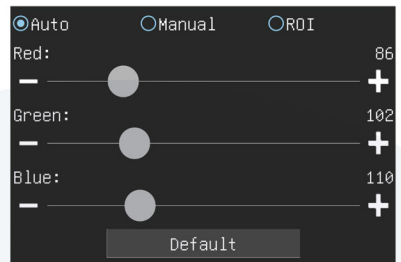 Auto Manual ROI
Red: 86
Green: 102
Blue: 110
Default